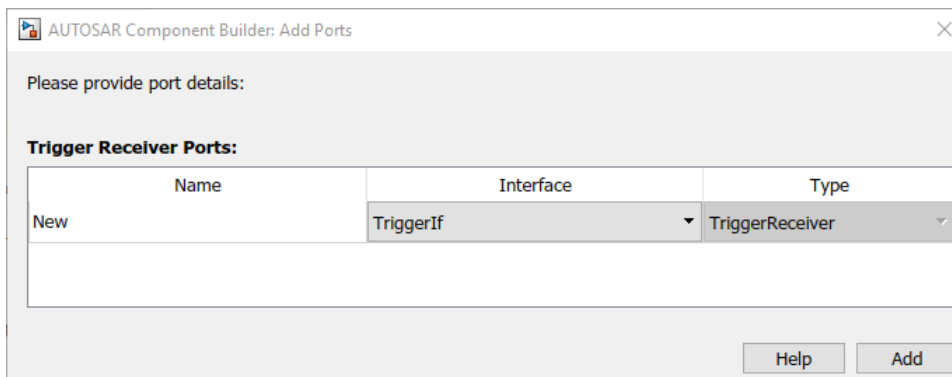 AUTOSAR Component Builder: Add Ports
Please provide port details:
Trigger Receiver Ports:
Name Interface Type
New TriggerIf TriggerReceiver
Help Add